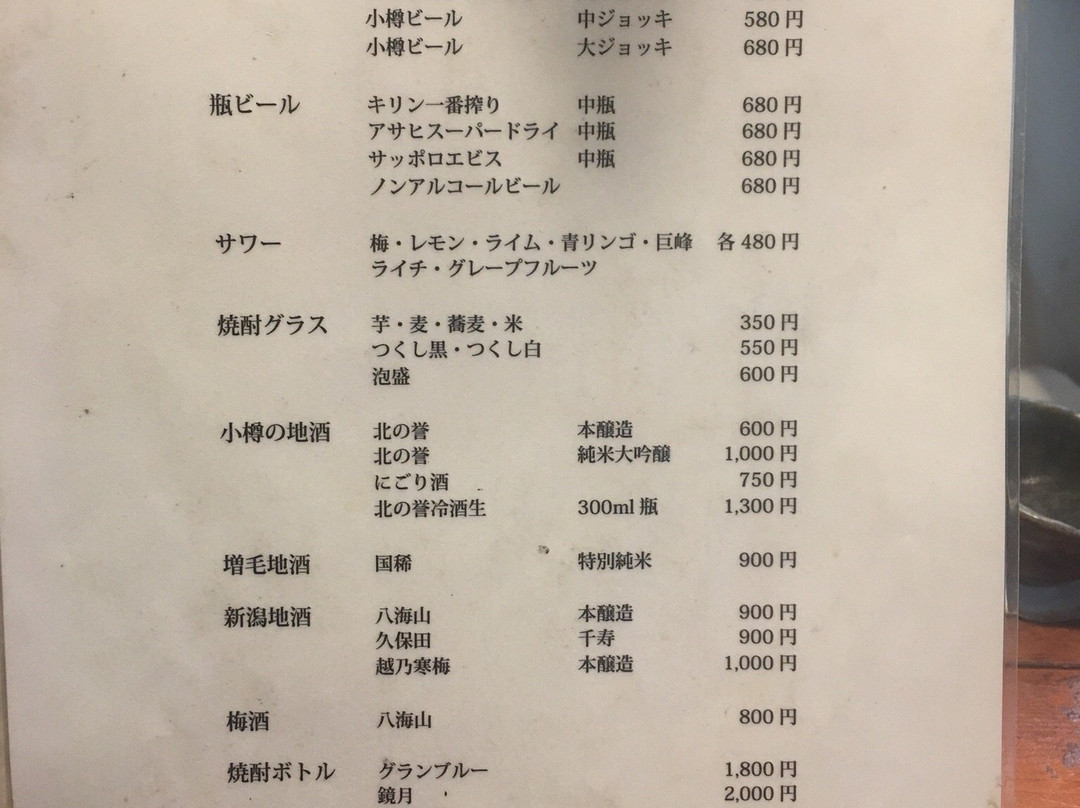 小樽ビール 中ジョッキ 580円
小樽ビール 大ジョッキ 680円
瓶ビール キリン一番搾り 中瓶 680円
アサヒスーパードライ 中瓶 680円
サッポロエビス 中瓶 680円
ノンアルコールビール 680円
サワー 梅・レモン・ライム・青リンゴ・巨峰 各480円
ライチ・グレープフルーツ
焼酎グラス 芋・麦・蕎麦・米 350円
つくし黒・つくし白 550円
泡盛 600円
小樽の地酒 北の誉 本醸造 600円
北の誉 純米大吟醸 1,000円
にごり酒 750円
北の誉冷酒生 300ml瓶 1,300円
増毛地酒 国稀 特別純米 900円
新潟地酒 八海山 本醸造 900円
久保田 千寿 900円
越乃寒梅 本醸造 1,000円
梅酒 八海山 800円
焼酎ボトル グランブルー 1,800円
鏡月 2,000円